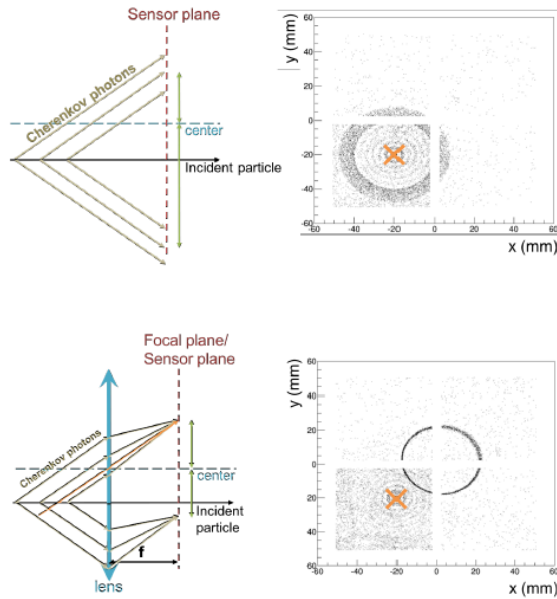 Sensor plane
Cherenkov photons
center
Incident particle
y (mm)
60
40
20
0
-20
-40
-60
-60
-40
-20
0
20
40
60
x (mm)
Focal plane/
Sensor plane
Cherenkov photons
center
Incident
particle
f
lens
y (mm)
60
40
20
0
-20
-40
-60
-60
-40
-20
0
20
40
60
x (mm)